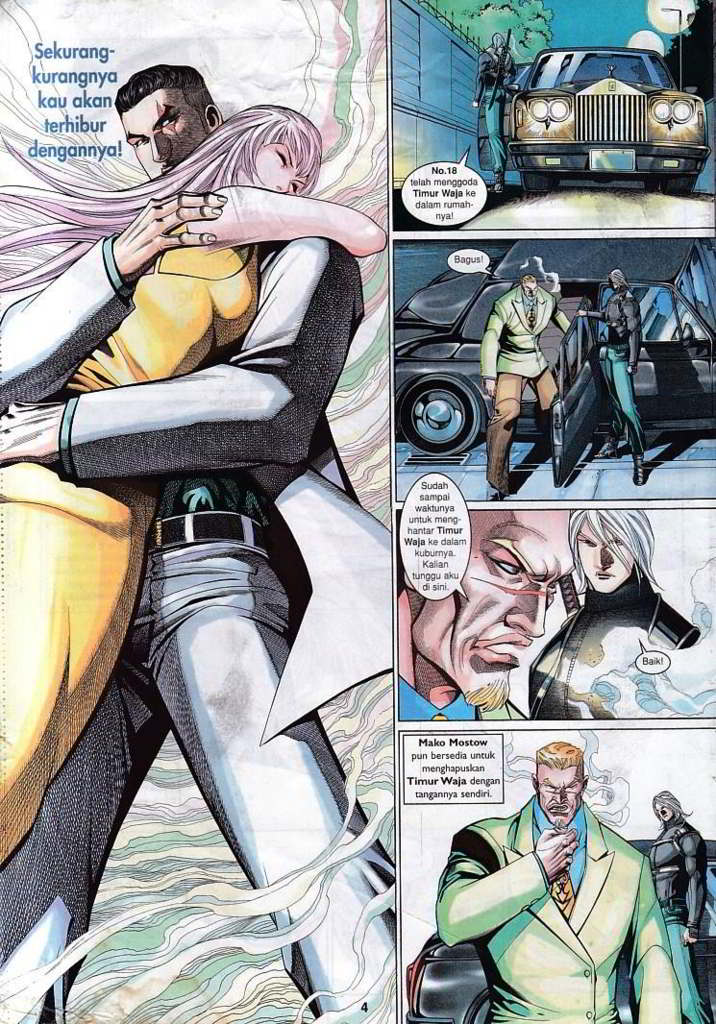 Sekurang-
kurangnya
kau akan
terhibur
dengannya!
No.18
telah menggoda
Timur Waja ke
dalam rumah-
nya!
Bagus!
Sudah
sampai
waktunya
untuk meng-
hantar Timur
Waja ke dalam
kuburnya.
Kalian
tunggu aku
di sini.
Baik!
Mako Mostow
pun bersedia untuk
menghapuskan
Timur Waja dengan
tangannya sendiri.
4